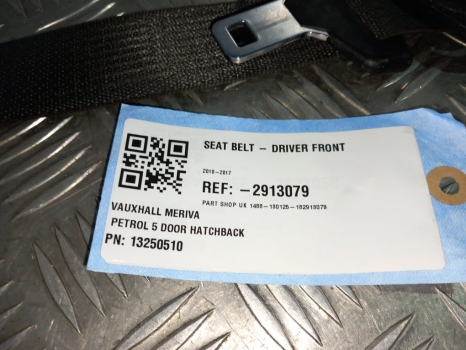 SEAT BELT – DRIVER FRONT
2010-2017
REF: -2913079
PART SHOP UK 1488-130125-182913079
VAUXHALL MERIVA
PETROL 5 DOOR HATCHBACK
PN: 13250510